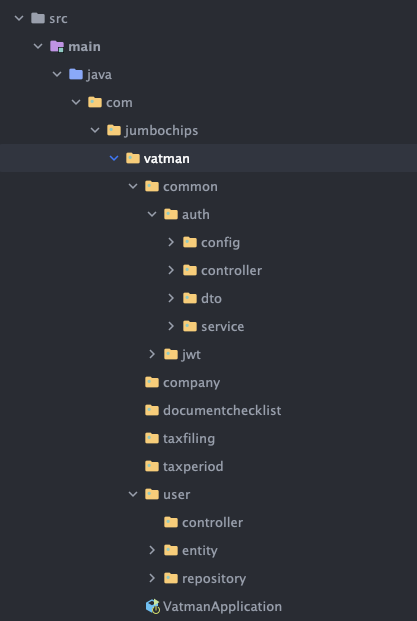 src
main
java
com
jumbochips
vatman
common
auth
config
controller
dto
service
jwt
company
documentchecklist
taxfiling
taxperiod
user
controller
entity
repository
VatmanApplication